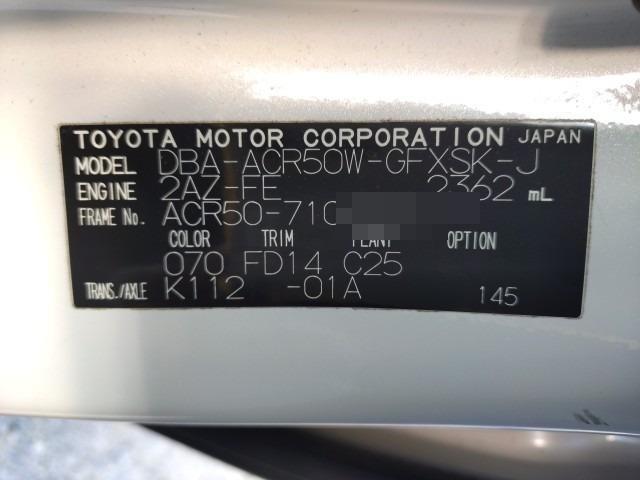 TOYOTA MOTOR CORPORATION JAPAN
MODEL DBA-ACR50W-GFXSK-J
ENGINE 2AZ-FE 2362 mL
FRAME No. ACR50-710
COLOR TRIM PLANT OPTION
070 FD14 C25
TRANS./AXLE K112 -01A 145